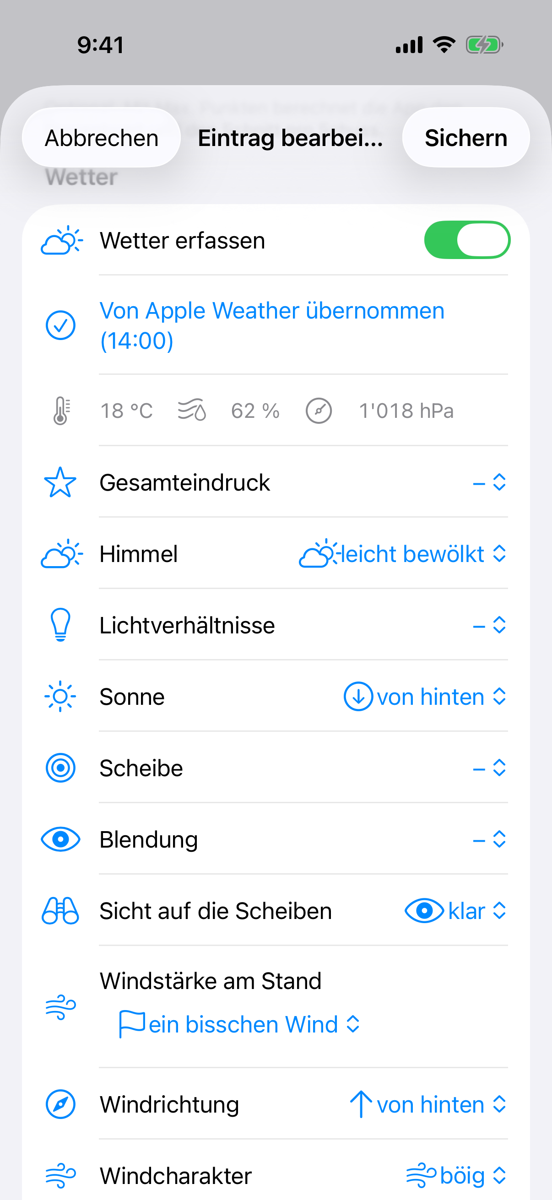 9:41
Abbrechen
Eintrag bearbei...
Sichern
Wetter
Wetter erfassen
Von Apple Weather übernommen
(14:00)
18 °C 62 % 1'018 hPa
Gesamteindruck –
Himmel leicht bewölkt
Lichtverhältnisse –
Sonne von hinten
Scheibe –
Blendung –
Sicht auf die Scheiben klar
Windstärke am Stand
ein bisschen Wind
Windrichtung von hinten
Windcharakter böig